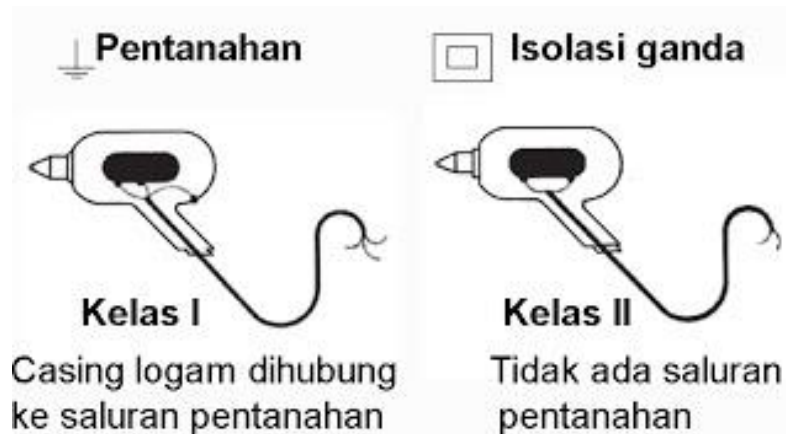 Pentanahan
Isolasi ganda
Kelas I
Kelas II
Casing logam dihubung
ke saluran pentanahan
Tidak ada saluran
pentanahan